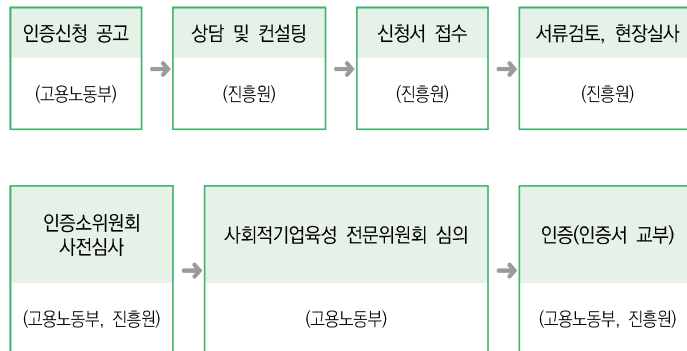 인증신청 공고
(고용노동부)
상담 및 컨설팅
(진흥원)
신청서 접수
(진흥원)
서류검토, 현장실사
(진흥원)
인증소위원회
사전심사
(고용노동부, 진흥원)
사회적기업육성 전문위원회 심의
(고용노동부)
인증(인증서 교부)
(고용노동부, 진흥원)